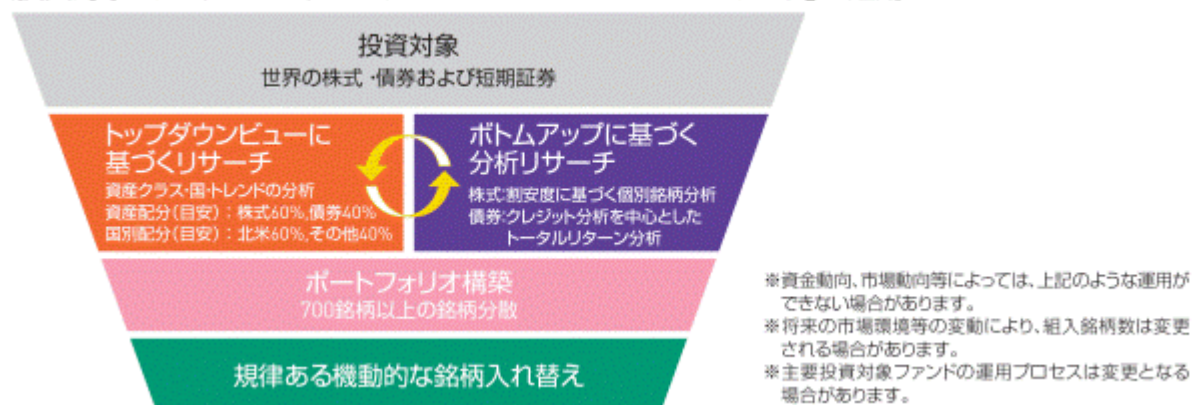 投資対象
世界の株式・債券および短期証券
トップダウンビューに
基づくリサーチ
資産クラス・国・トレンドの分析
資産配分(目安):株式60%,債券40%
国別配分(目安):北米60%,その他40%
ボトムアップに基づく
分析リサーチ
株式:割安度に基づく個別銘柄分析
債券:クレジット分析を中心とした
トータルリターン分析
ポートフォリオ構築
700銘柄以上の銘柄分散
規律ある機動的な銘柄入れ替え
※資金動向、市場動向等によっては、上記のような運用が
できない場合があります。
※将来の市場環境等の変動により、組入銘柄数は変更
される場合があります。
※主要投資対象ファンドの運用プロセスは変更となる
場合があります。